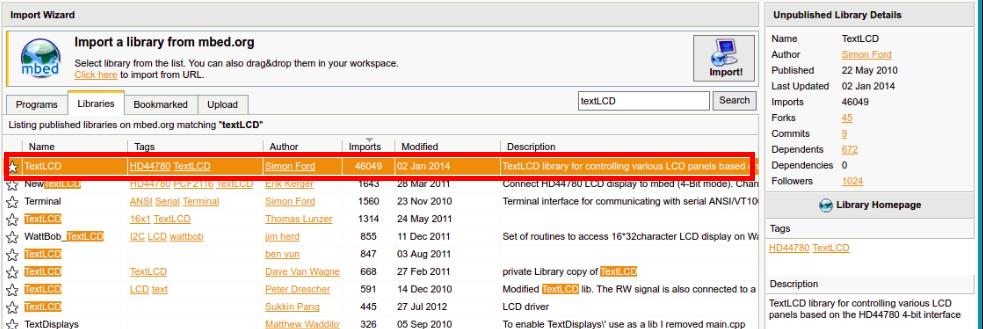 Import Wizard
Import a library from mbed.org
Select library from the list. You can also drag&drop them in your workspace.
Click here to import from URL.
mbed
Import!
Programs Libraries Bookmarked Upload textLCD Search
Listing published libraries on mbed.org matching "textLCD"
Name Tags Author Imports Modified Description
TextLCD HD44780 TextLCD Simon Ford 46049 02 Jan 2014 TextLCD library for controlling various LCD panels based
NewTextLCD HD44780 PCF2116 TextLCD Erik Kerger 1643 28 Mar 2011 Connect HD44780 LCD display to mbed (4-Bit mode). Chan
Terminal ANSI Serial Terminal Simon Ford 1560 23 Nov 2010 Terminal interface for communicating with serial ANSI/VT100
TextLCD 16x1 TextLCD Thomas Lunzer 1314 24 May 2011
WattBob_TextLCD I2C LCD wattbob jim herd 855 11 Dec 2011 Set of routines to access 16*32character LCD display on Wa
TextLCD ben yun 847 03 Aug 2011
TextLCD TextLCD Dave Van Wagne 668 27 Feb 2011 private Library copy of TextLCD
TextLCD LCD text Peter Drescher 591 14 Dec 2010 Modified TextLCD lib. The RW signal is also connected to a
TextLCD Sukkin Pang 445 27 Jul 2012 LCD driver
TextDisplays Matthew Waddilo 326 05 Sep 2010 To enable TextDisplays\' use as a lib I removed main.cpp
Unpublished Library Details
Name TextLCD
Author Simon Ford
Published 22 May 2010
Last Updated 02 Jan 2014
Imports 46049
Forks 45
Commits 9
Dependents 672
Dependencies 0
Followers 1024
Library Homepage
Tags
HD44780 TextLCD
Description
TextLCD library for controlling various LCD
panels based on the HD44780 4-bit interface